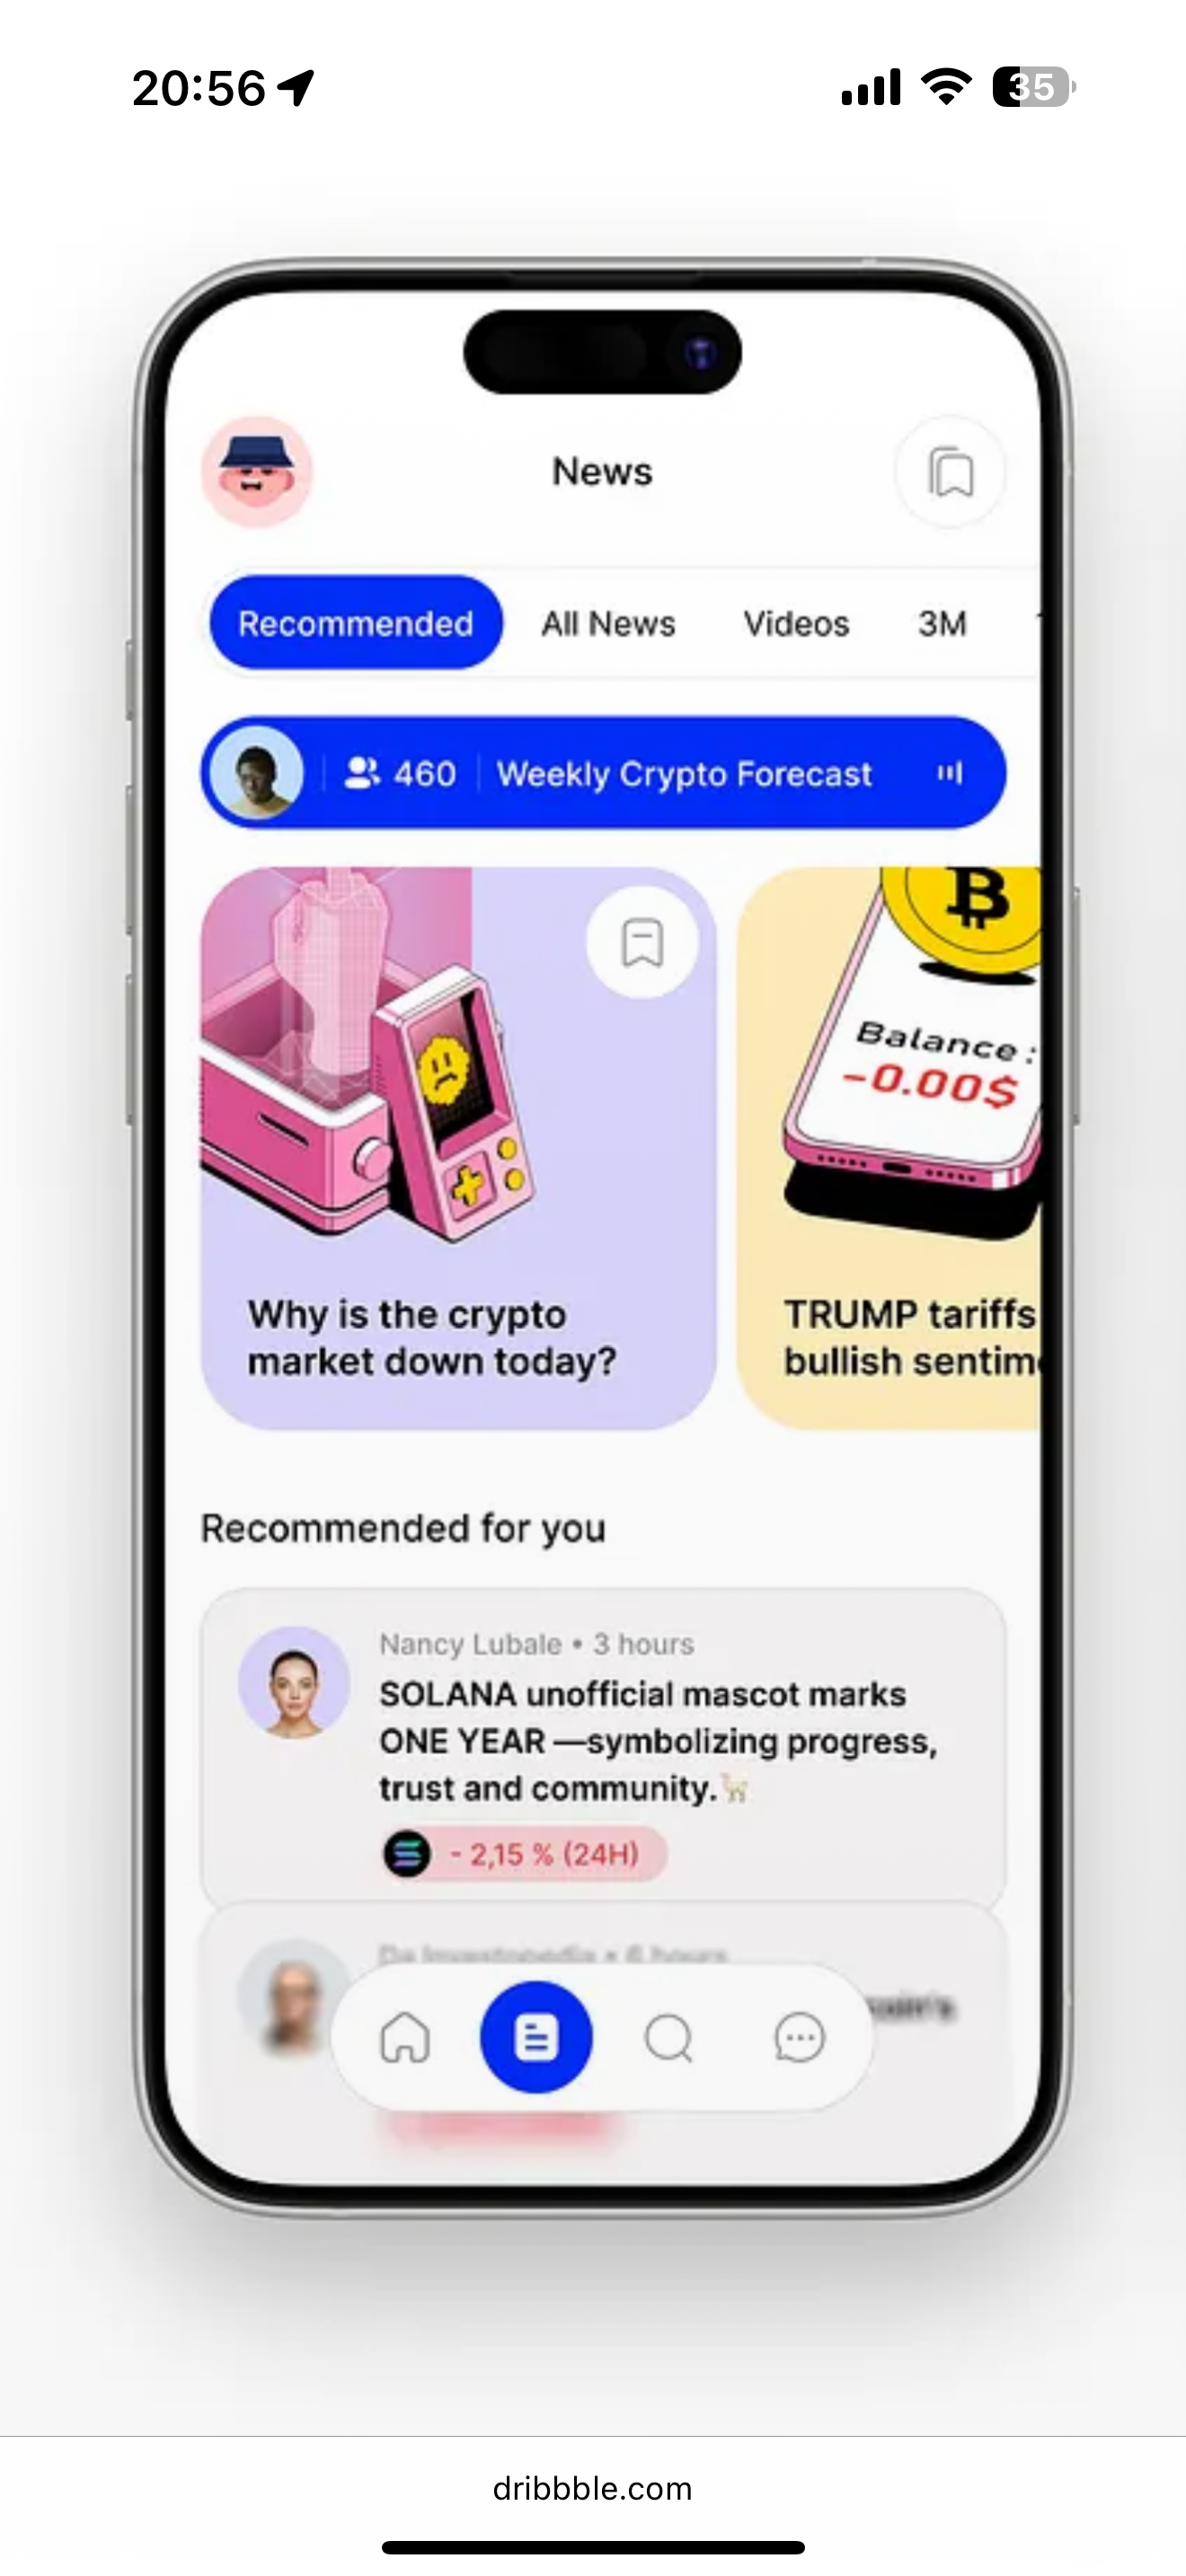 20:56
35
News
Recommended
All News
Videos
3M
460
Weekly Crypto Forecast
B
Balance :
-0.00$
Why is the crypto
market down today?
TRUMP tariffs
bullish sentim
Recommended for you
Nancy Lubale • 3 hours
SOLANA unofficial mascot marks
ONE YEAR —symbolizing progress,
trust and community.🦙
- 2,15 % (24H)
dribbble.com